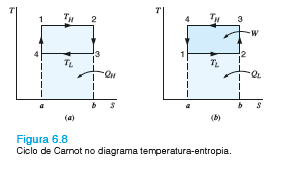 T
1
T_H
2
4
3
T_L
Q_H
a
b
S
(a)
T
4
T_H
3
W
1
2
T_L
Q_L
a
b
S
(b)
Figura 6.8
Ciclo de Carnot no diagrama temperatura-entropia.